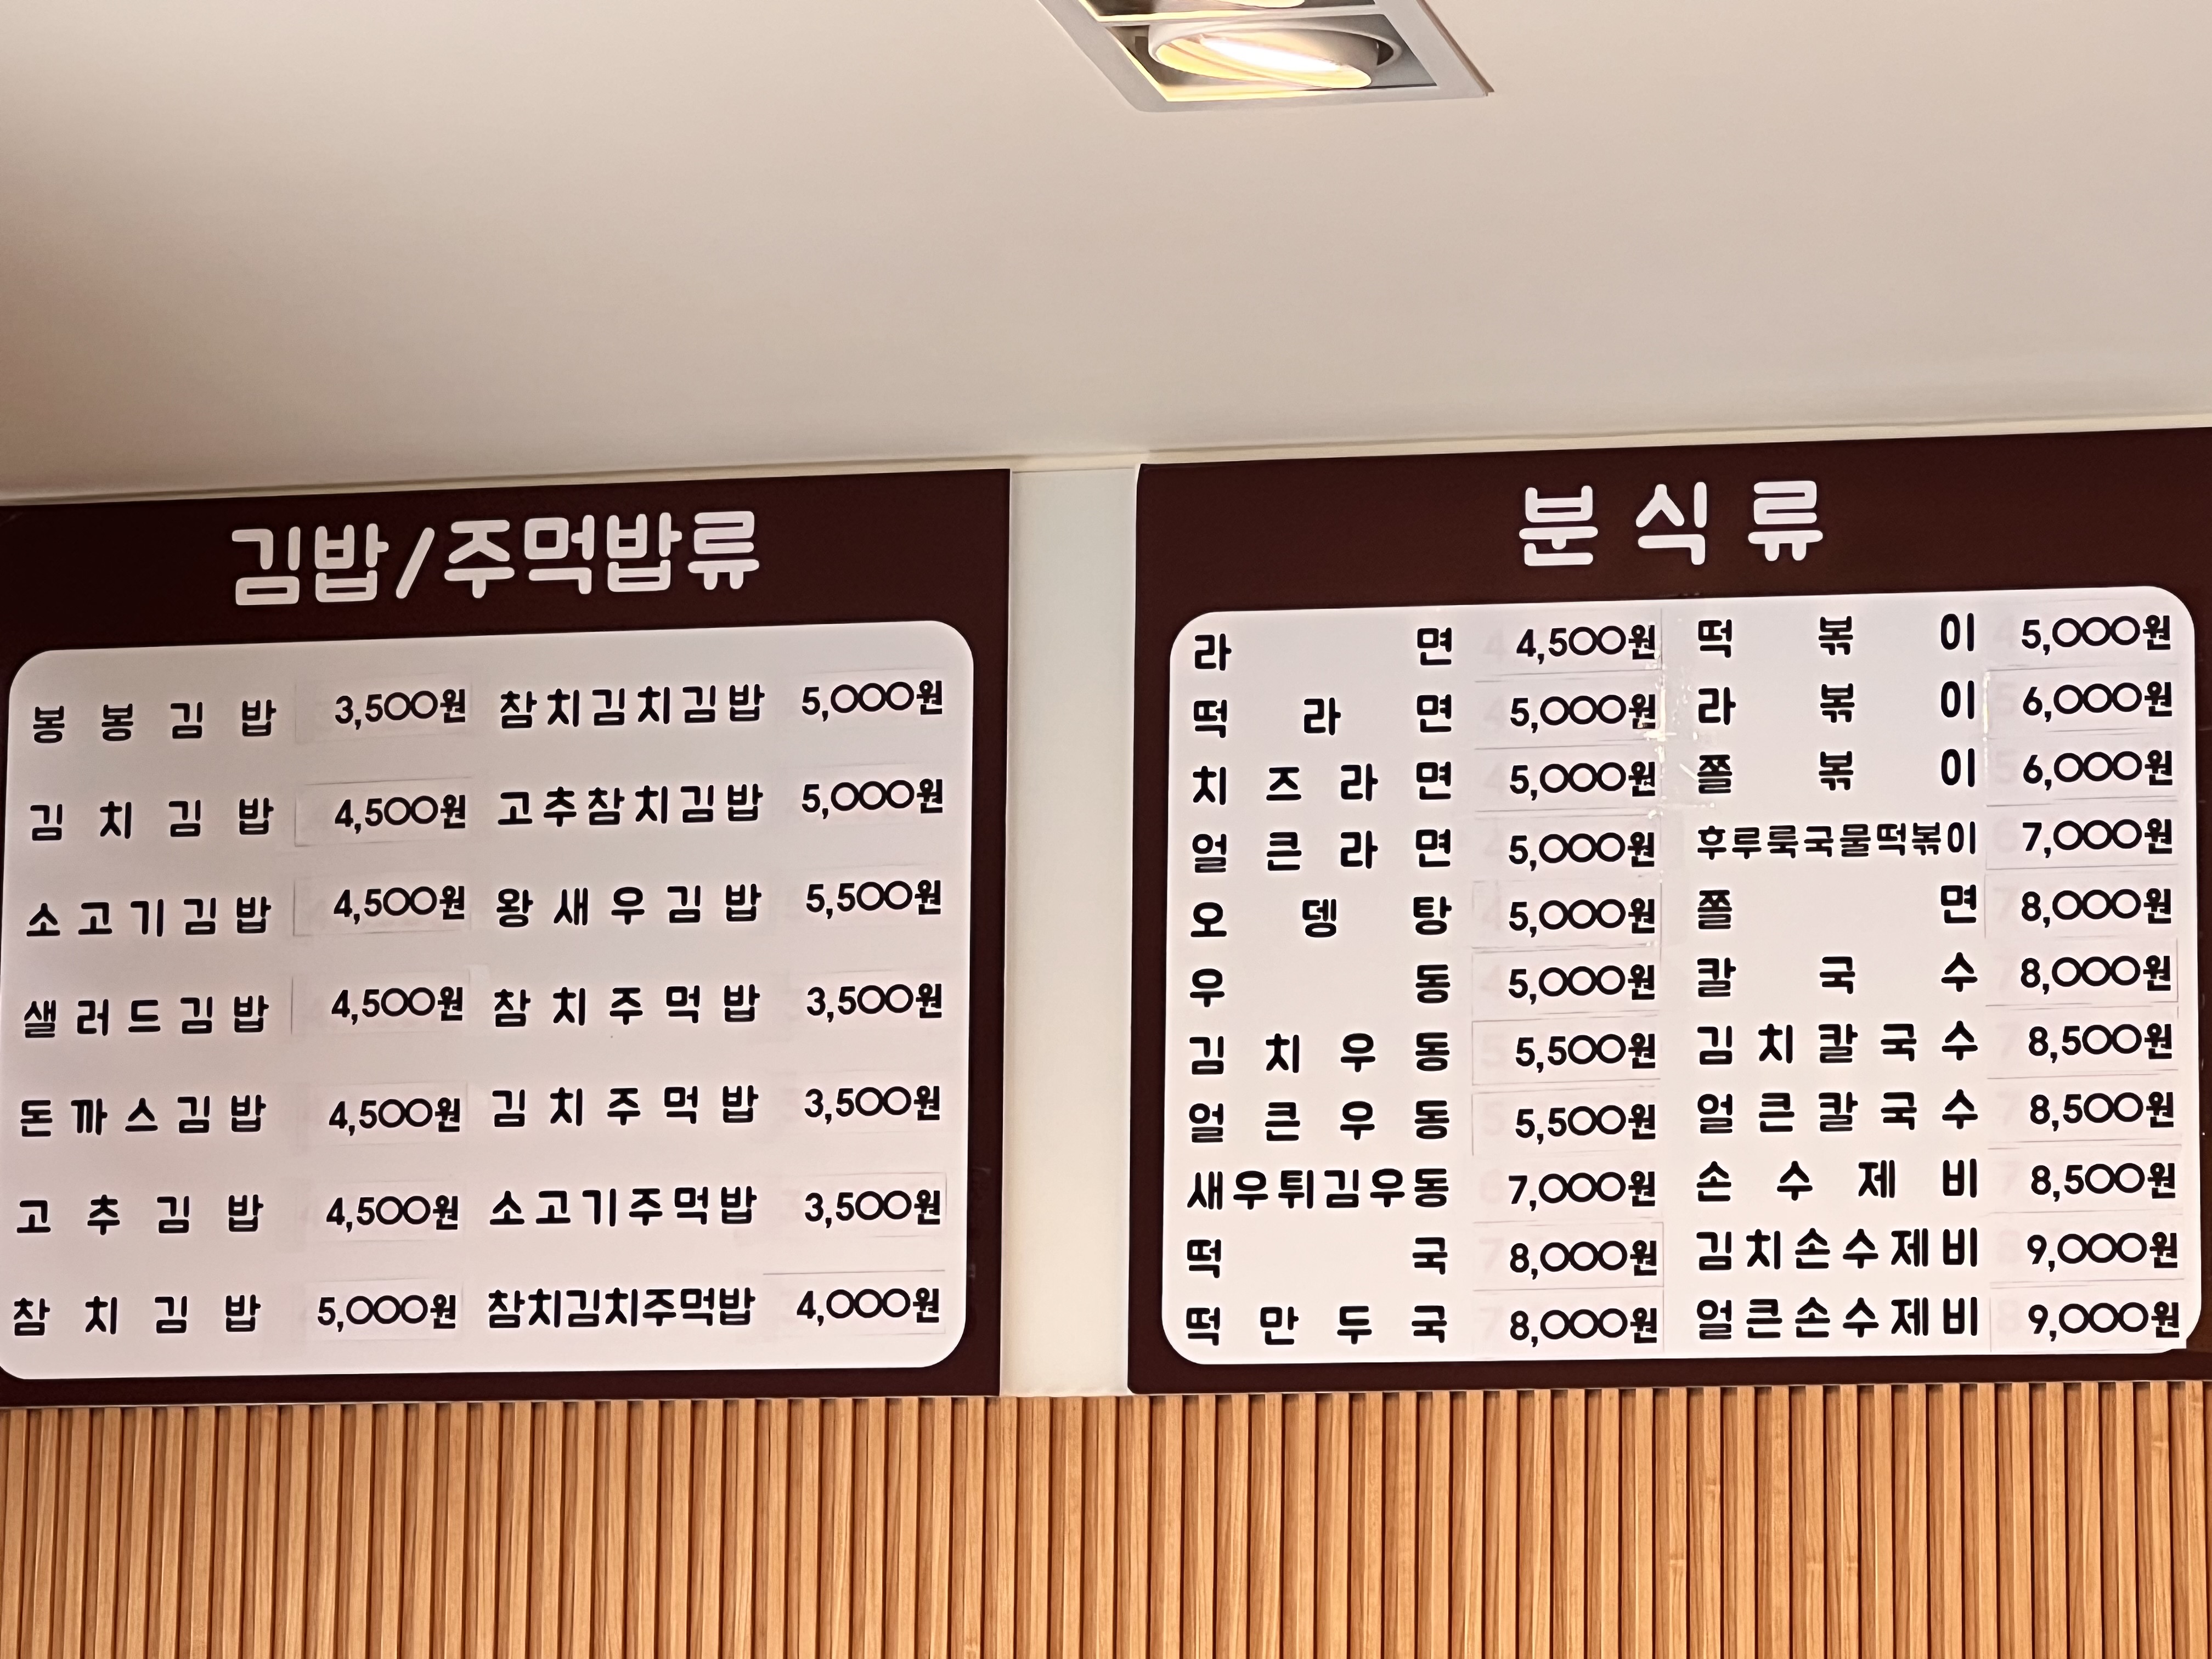 김밥/주먹밥류
봉봉김밥 3,500원
김치김밥 4,500원
소고기김밥 4,500원
샐러드김밥 4,500원
돈까스김밥 4,500원
고추김밥 4,500원
참치김밥 5,000원
참치김치김밥 5,000원
고추참치김밥 5,000원
왕새우김밥 5,500원
참치주먹밥 3,500원
김치주먹밥 3,500원
소고기주먹밥 3,500원
참치김치주먹밥 4,000원
분식류
라면 4,500원
떡라면 5,000원
치즈라면 5,000원
얼큰라면 5,000원
오뎅탕 5,000원
우동 5,000원
김치우동 5,500원
얼큰우동 5,500원
새우튀김우동 7,000원
떡국 8,000원
떡만두국 8,000원
떡볶이 5,000원
라볶이 6,000원
쫄볶이 6,000원
후루룩국물떡볶이 7,000원
쫄면 8,000원
칼국수 8,000원
김치칼국수 8,500원
얼큰칼국수 8,500원
손수제비 8,500원
김치손수제비 9,000원
얼큰손수제비 9,000원